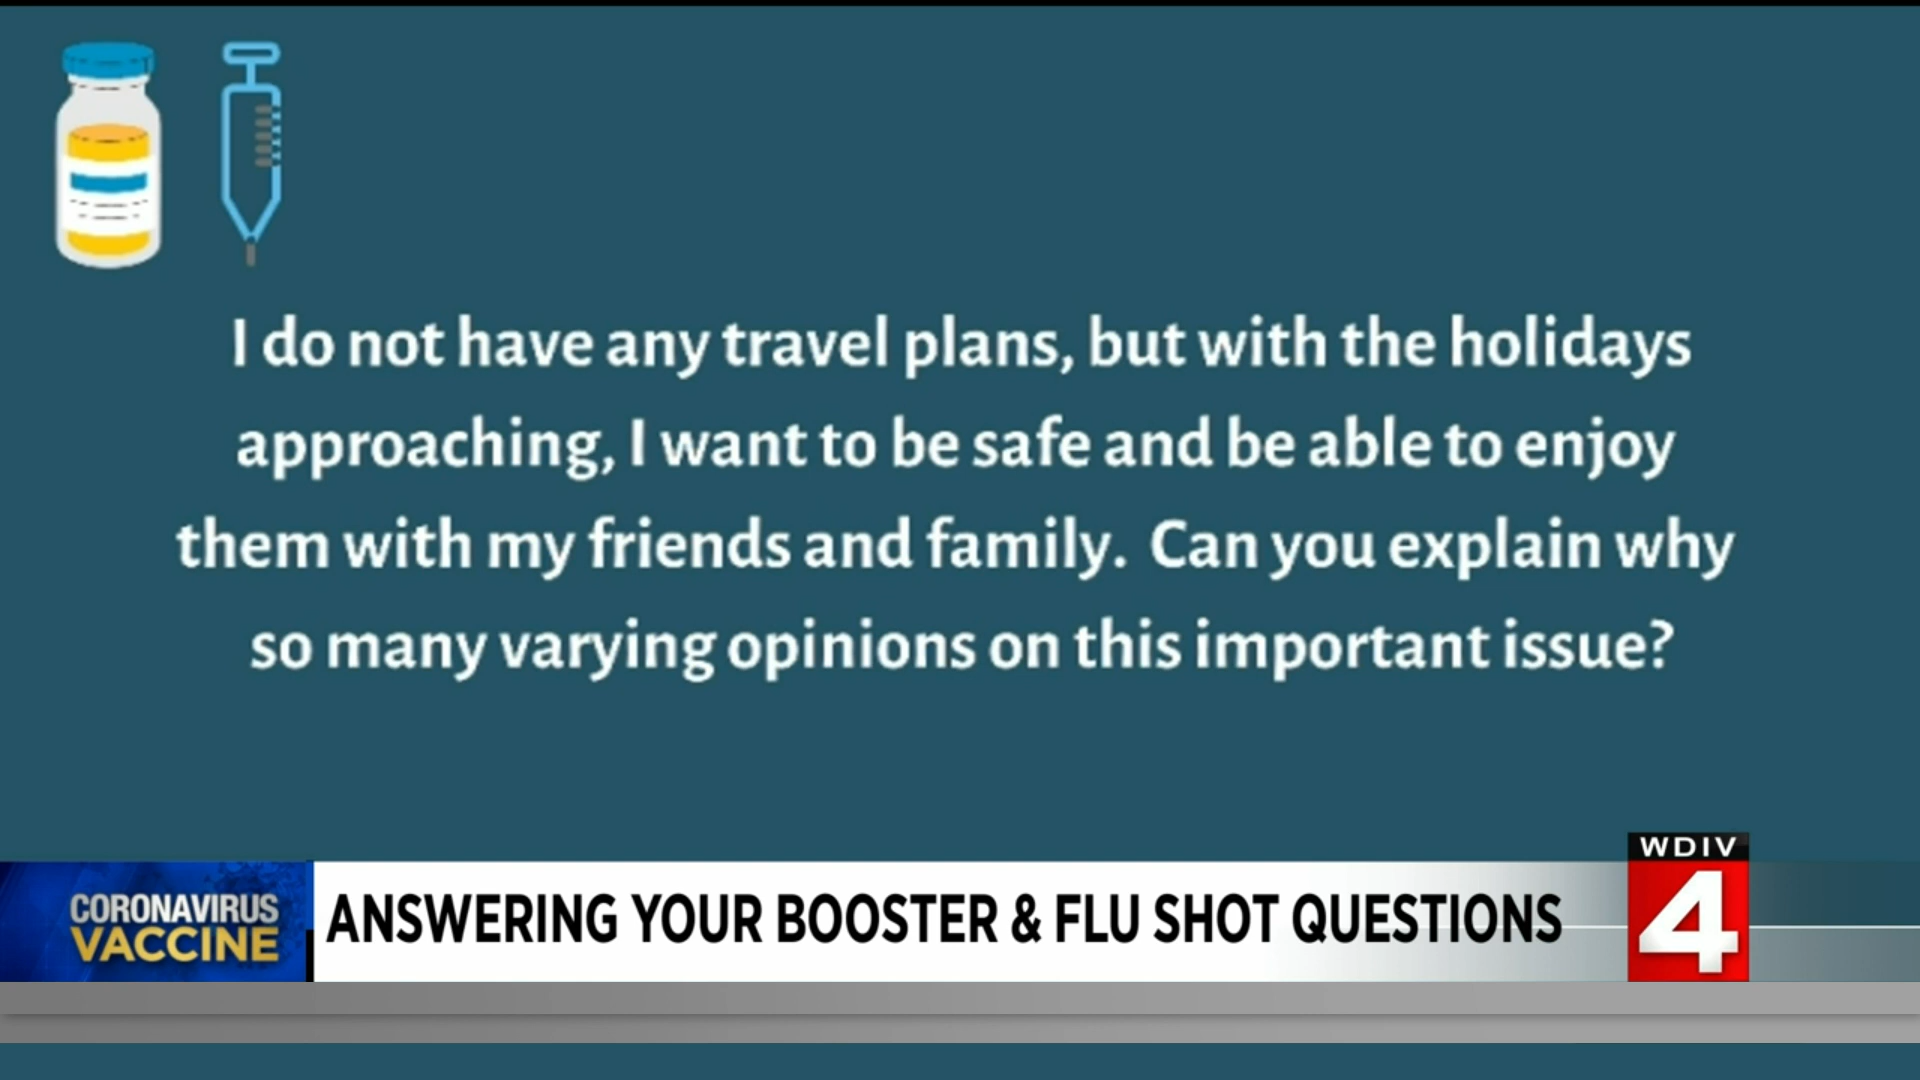 I do not have any travel plans, but with the holidays
approaching, I want to be safe and be able to enjoy
them with my friends and family. Can you explain why
so many varying opinions on this important issue?
WDIV
4
CORONAVIRUS
VACCINE
ANSWERING YOUR BOOSTER & FLU SHOT QUESTIONS